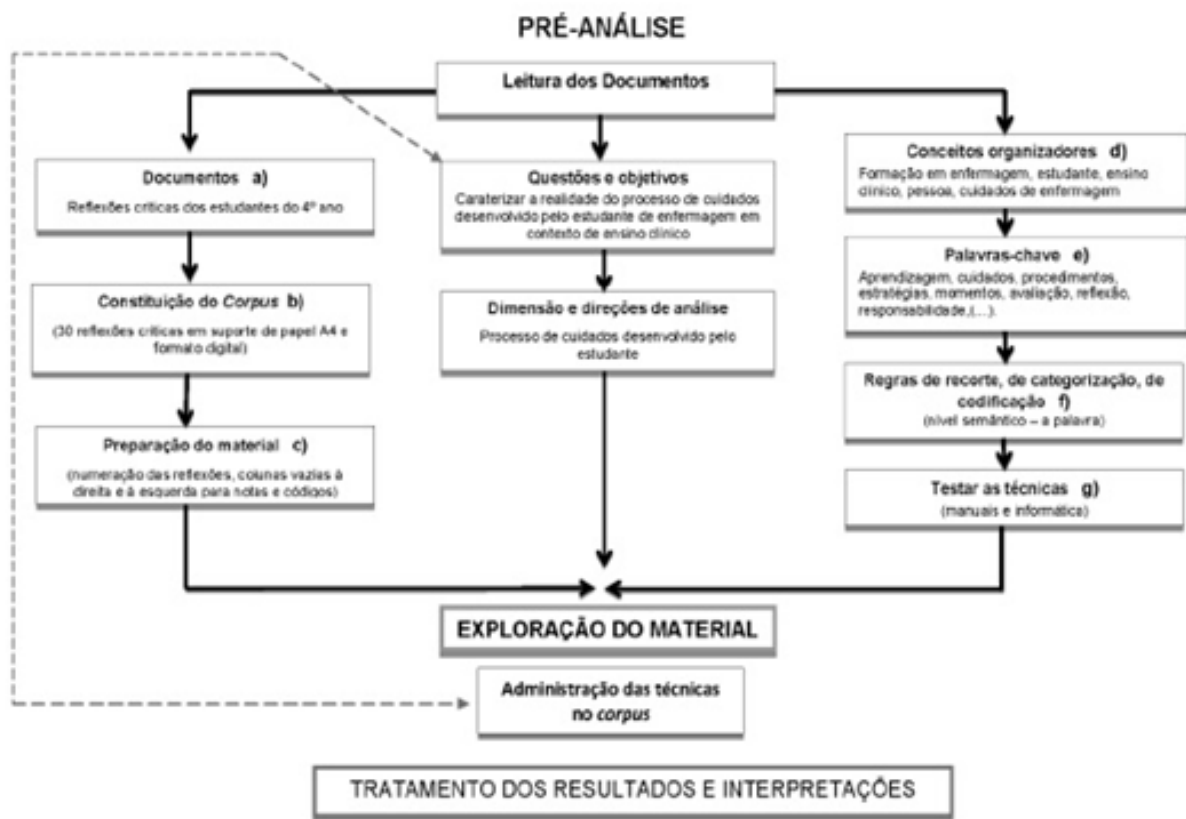 PRÉ-ANÁLISE
Leitura dos Documentos
Documentos a)
Reflexões críticas dos estudantes do 4º ano
Constituição do Corpus b)
(30 reflexões críticas em suporte de papel A4 e
formato digital)
Preparação do material c)
(numeração das reflexões, colunas vazias à
direita e à esquerda para notas e códigos)
Questões e objetivos
Caraterizar a realidade do processo de cuidados
desenvolvido pelo estudante de enfermagem em
contexto de ensino clínico
Dimensão e direções de análise
Processo de cuidados desenvolvido pelo
estudante
Conceitos organizadores d)
Formação em enfermagem, estudante, ensino
clínico, pessoa, cuidados de enfermagem
Palavras-chave e)
Aprendizagem, cuidados, procedimentos,
estratégias, momentos, avaliação, reflexão,
responsabilidade,(...).
Regras de recorte, de categorização, de
codificação f)
(nível semântico – a palavra)
Testar as técnicas g)
(manuais e informática)
EXPLORAÇÃO DO MATERIAL
Administração das técnicas
no corpus
TRATAMENTO DOS RESULTADOS E INTERPRETAÇÕES